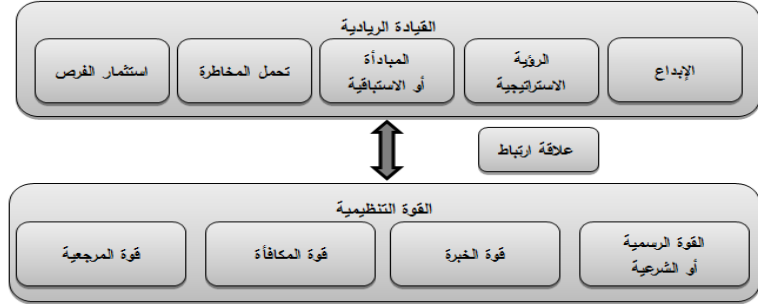 القيادة الريادية
الإبداع
الرؤية
الاستراتيجية
المبادأة
أو الاستباقية
تحمل المخاطرة
استثمار الفرص
علاقة ارتباط
القوة التنظيمية
القوة الرسمية
أو الشرعية
قوة الخبرة
قوة المكافأة
قوة المرجعية